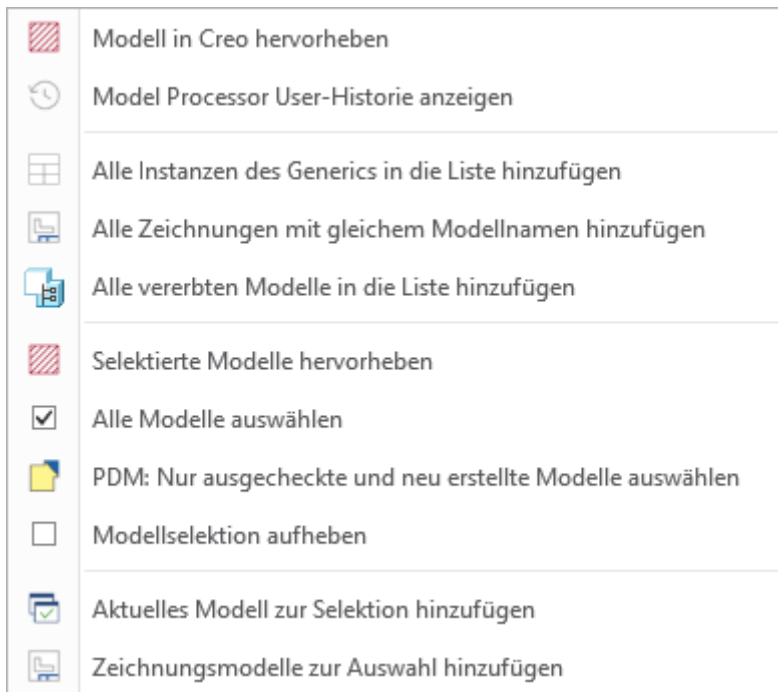 Modell in Creo hervorheben
Model Processor User-Historie anzeigen
Alle Instanzen des Generics in die Liste hinzufügen
Alle Zeichnungen mit gleichem Modellnamen hinzufügen
Alle vererbten Modelle in die Liste hinzufügen
Selektierte Modelle hervorheben
Alle Modelle auswählen
PDM: Nur ausgecheckte und neu erstellte Modelle auswählen
Modellselektion aufheben
Aktuelles Modell zur Selektion hinzufügen
Zeichnungsmodelle zur Auswahl hinzufügen